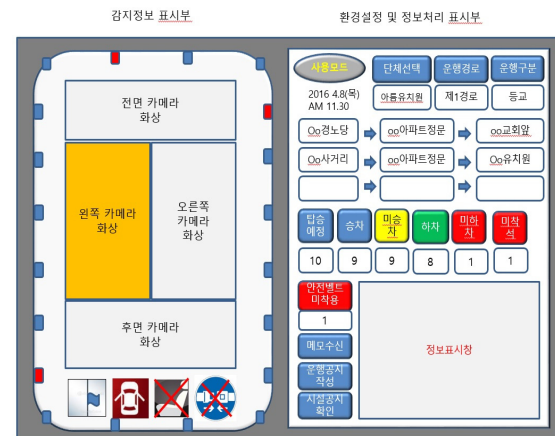 감지정보 표시부
환경설정 및 정보처리 표시부
전면 카메라
화상
왼쪽 카메라
화상
오른쪽
카메라
화상
후면 카메라
화상
사용모드
단체선택
운행경로
운행구분
2016 4.8(목)
AM 11.30
아름유치원
제1경로
등교
Oo경노당
oo아파트정문
oo교회앞
Oo사거리
oo아파트정문
Oo유치원
탑승
예정
승차
미승
차
하차
미하
차
미착
석
10
9
9
8
1
1
안전벨트
미착용
1
메모수신
운행공지
작성
시설공지
확인
정보표시창